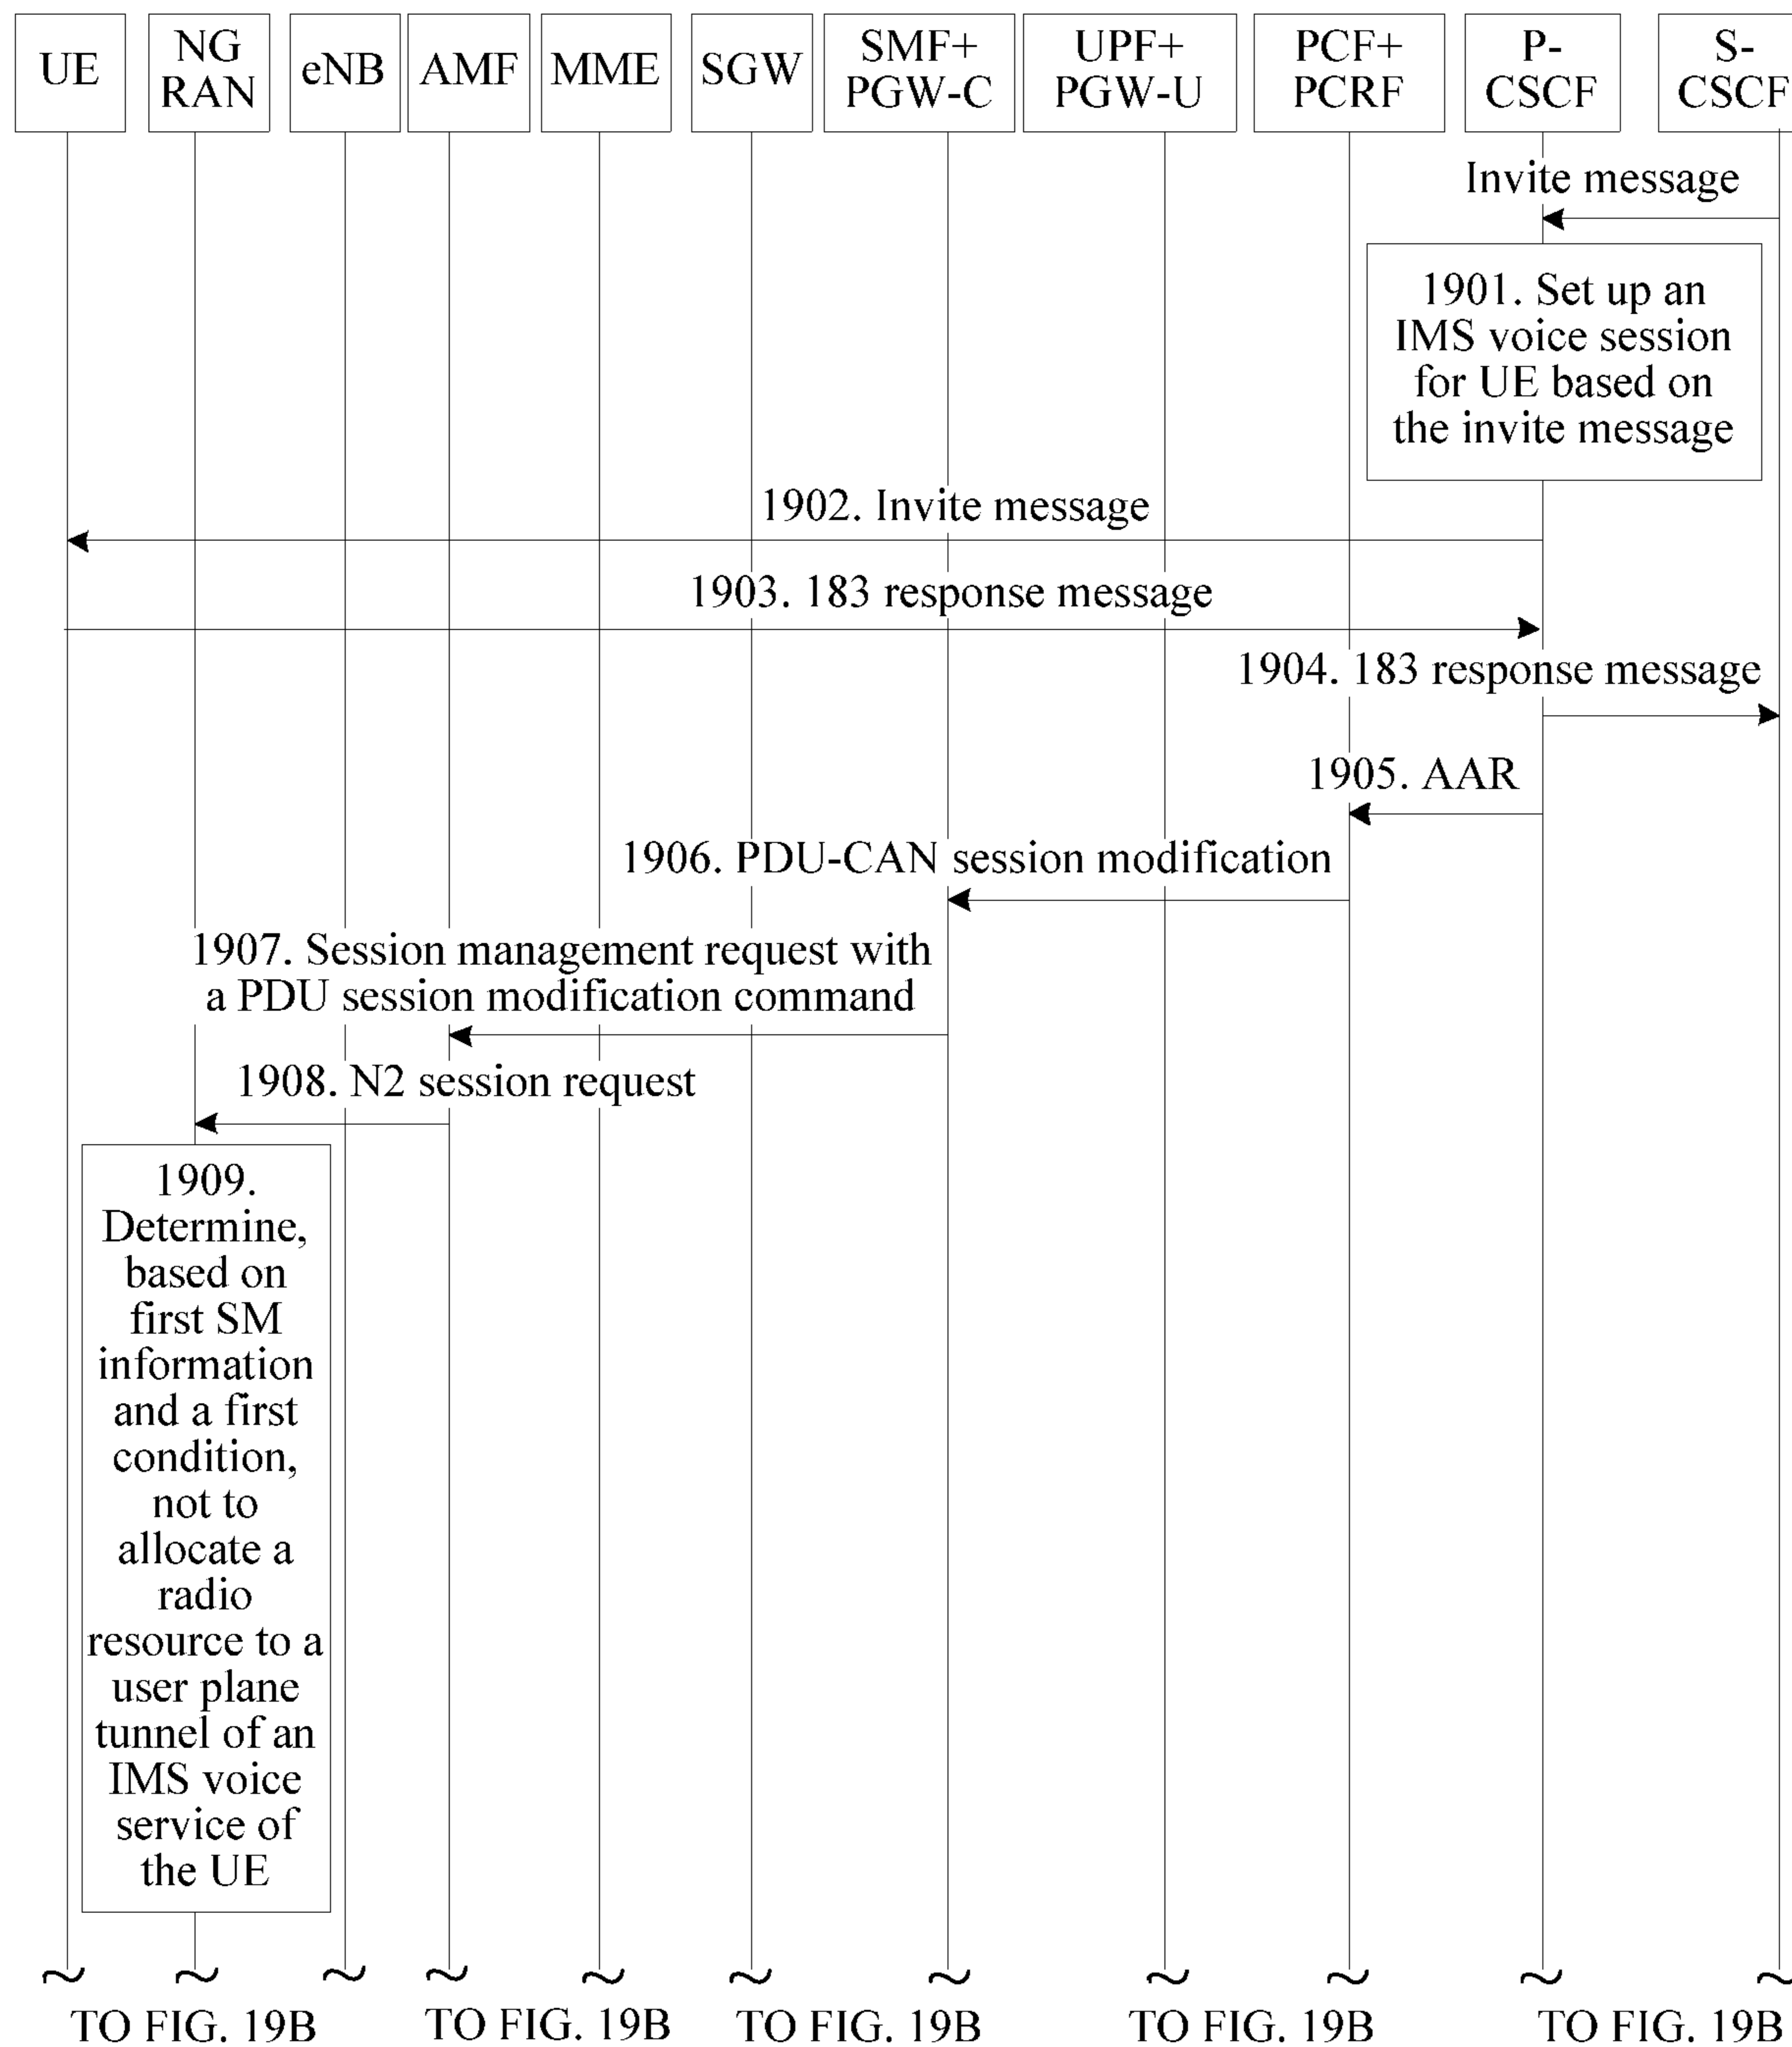 UE
NG
RAN
eNB
AMF
MME
SGW
SMF+
PGW-C
UPF+
PGW-U
PCF+
PCRF
P-
CSCF
S-
CSCF
Invite message
1901. Set up an
IMS voice session
for UE based on
the invite message
1902. Invite message
1903. 183 response message
1904. 183 response message
1905. AAR
1906. PDU-CAN session modification
1907. Session management request with
a PDU session modification command
1908. N2 session request
1909.
Determine,
based on
first SM
information
and a first
condition,
not to
allocate a
radio
resource to a
user plane
tunnel of an
IMS voice
service of
the UE
TO FIG. 19B
TO FIG. 19B
TO FIG. 19B
TO FIG. 19B
TO FIG. 19B